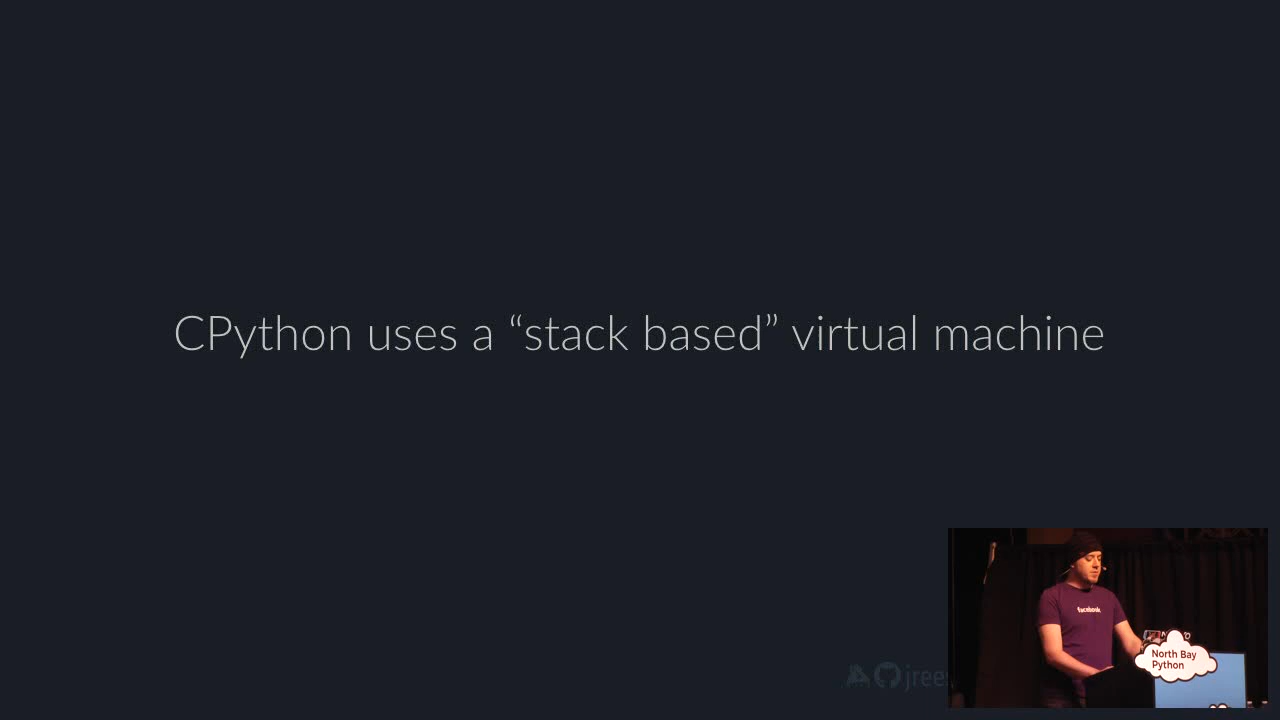 CPython uses a “stack based” virtual machine
facebook
North Bay
Python